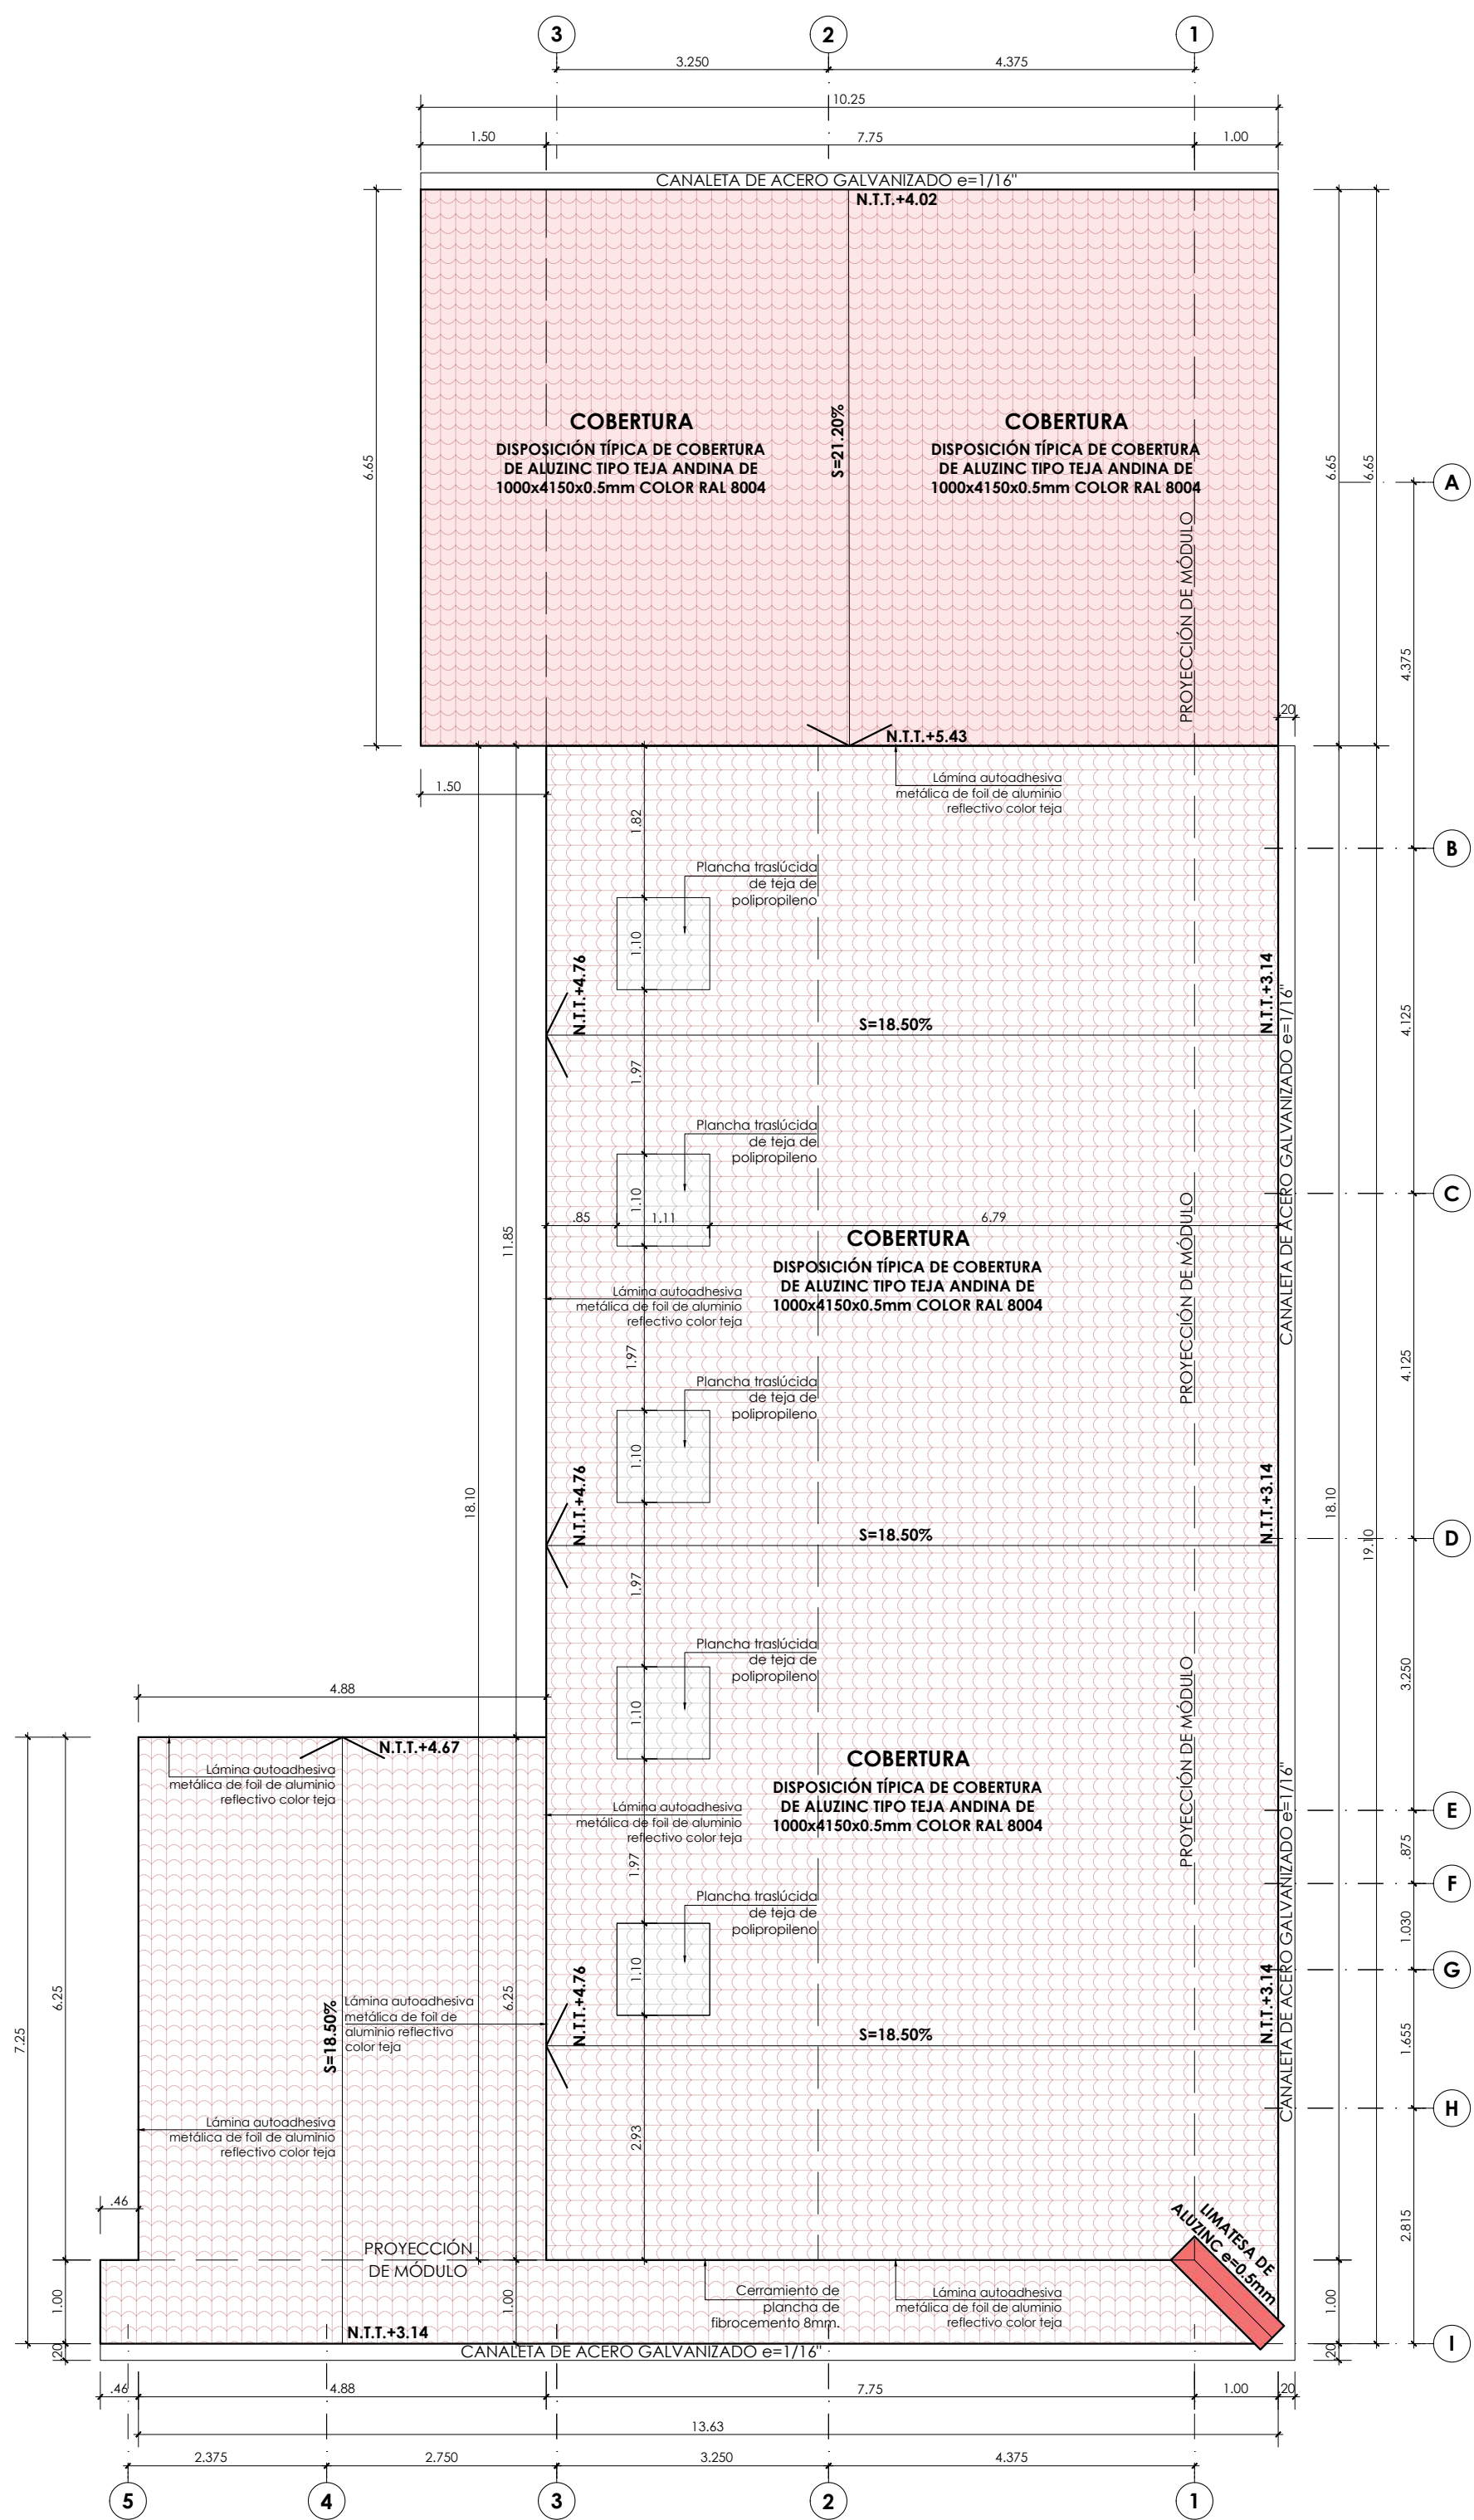 3
2
1
3.250
4.375
10.25
1.50
7.75
1.00
CANALETA DE ACERO GALVANIZADO e=1/16"
N.T.T.+4.02
COBERTURA
DISPOSICIÓN TÍPICA DE COBERTURA
DE ALUZINC TIPO TEJA ANDINA DE
1000x4150x0.5mm COLOR RAL 8004
S=21.20%
COBERTURA
DISPOSICIÓN TÍPICA DE COBERTURA
DE ALUZINC TIPO TEJA ANDINA DE
1000x4150x0.5mm COLOR RAL 8004
6.65
6.65
6.65
A
PROYECCIÓN DE MÓDULO
4.375
.20
N.T.T.+5.43
1.50
Lámina autoadhesiva
metálica de foil de aluminio
reflectivo color teja
1.82
B
Plancha traslúcida
de teja de
polipropileno
1.10
N.T.T.+4.76
S=18.50%
N.T.T.+3.14
CANALETA DE ACERO GALVANIZADO e=1/16"
4.125
1.97
Plancha traslúcida
de teja de
polipropileno
1.10
C
.85
1.11
6.79
11.85
COBERTURA
DISPOSICIÓN TÍPICA DE COBERTURA
DE ALUZINC TIPO TEJA ANDINA DE
1000x4150x0.5mm COLOR RAL 8004
PROYECCIÓN DE MÓDULO
Lámina autoadhesiva
metálica de foil de aluminio
reflectivo color teja
1.97
4.125
Plancha traslúcida
de teja de
polipropileno
1.10
18.10
N.T.T.+4.76
S=18.50%
N.T.T.+3.14
18.10
19.10
D
1.97
Plancha traslúcida
de teja de
polipropileno
1.10
3.250
4.88
N.T.T.+4.67
Lámina autoadhesiva
metálica de foil de aluminio
reflectivo color teja
COBERTURA
DISPOSICIÓN TÍPICA DE COBERTURA
DE ALUZINC TIPO TEJA ANDINA DE
1000x4150x0.5mm COLOR RAL 8004
PROYECCIÓN DE MÓDULO
CANALETA DE ACERO GALVANIZADO e=1/16"
E
Lámina autoadhesiva
metálica de foil de aluminio
reflectivo color teja
.875
1.97
F
Plancha traslúcida
de teja de
polipropileno
1.10
1.030
G
6.25
7.25
S=18.50%
Lámina autoadhesiva
metálica de foil de
aluminio reflectivo
color teja
6.25
N.T.T.+4.76
S=18.50%
N.T.T.+3.14
1.655
H
Lámina autoadhesiva
metálica de foil de aluminio
reflectivo color teja
2.93
.46
2.815
LIMATESA DE
ALUZINC e=0.5mm
PROYECCIÓN
DE MÓDULO
1.00
1.00
Cerramiento de
plancha de
fibrocemento 8mm.
Lámina autoadhesiva
metálica de foil de aluminio
reflectivo color teja
1.00
N.T.T.+3.14
I
.20
CANALETA DE ACERO GALVANIZADO e=1/16"
.20
.46
4.88
7.75
1.00
.20
13.63
2.375
2.750
3.250
4.375
5
4
3
2
1